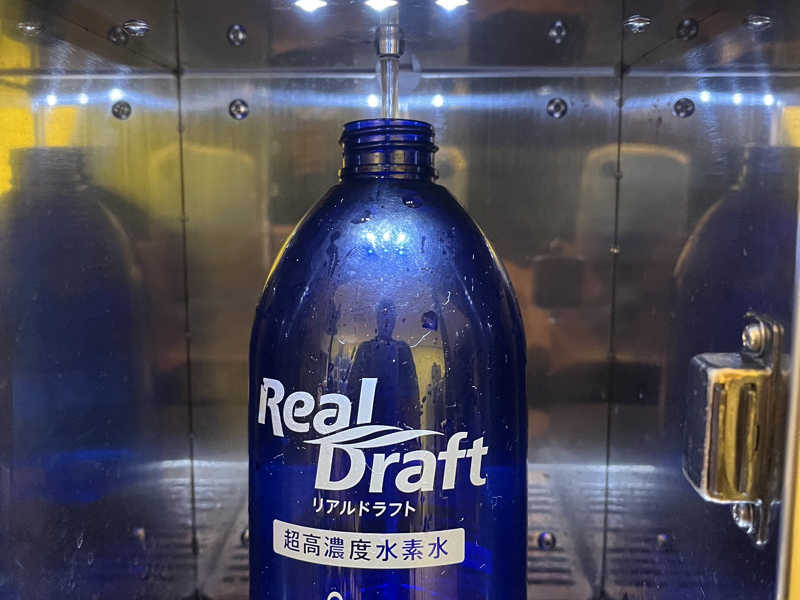 Real
Draft
リアルドラフト
超高濃度水素水